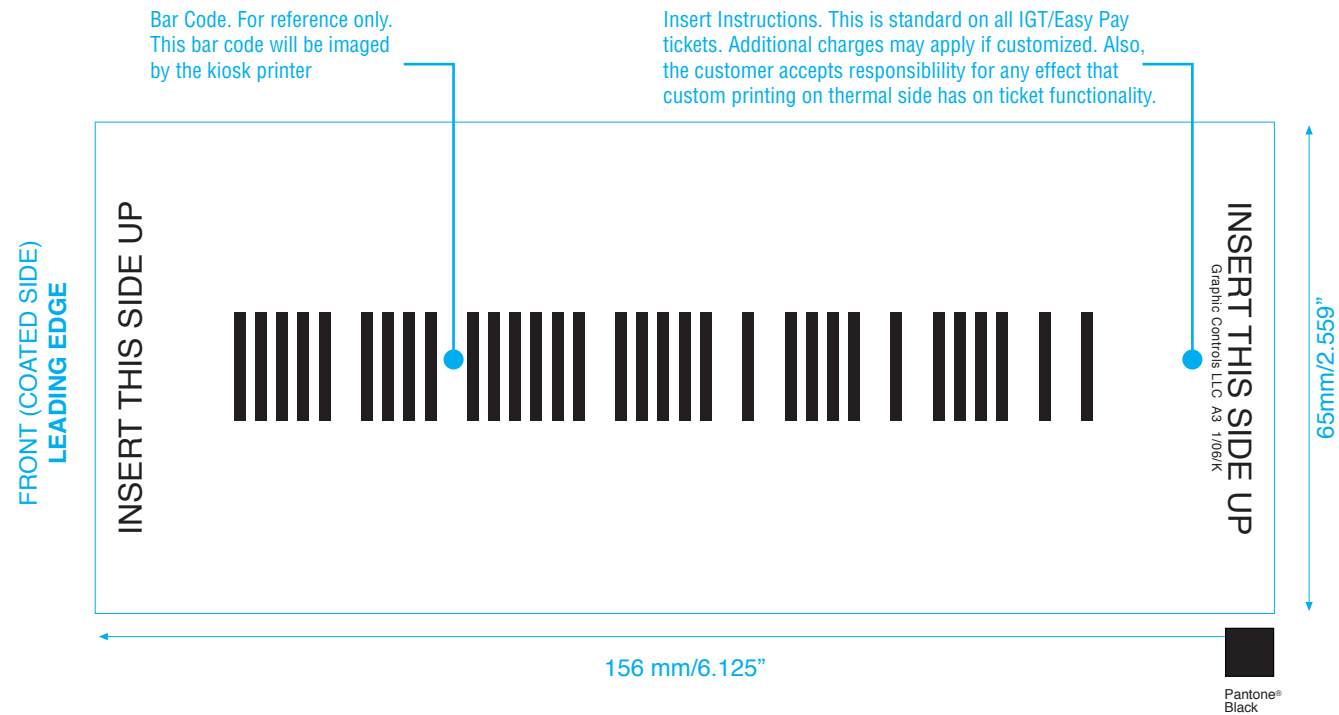 Bar Code. For reference only.
This bar code will be imaged
by the kiosk printer
Insert Instructions. This is standard on all IGT/Easy Pay
tickets. Additional charges may apply if customized. Also,
the customer accepts responsiblility for any effect that
custom printing on thermal side has on ticket functionality.
FRONT (COATED SIDE)
LEADING EDGE
INSERT THIS SIDE UP
INSERT THIS SIDE UP
Graphic Controls LLC A3 1/06/K
65mm/2.559”
156 mm/6.125”
Pantone®
Black